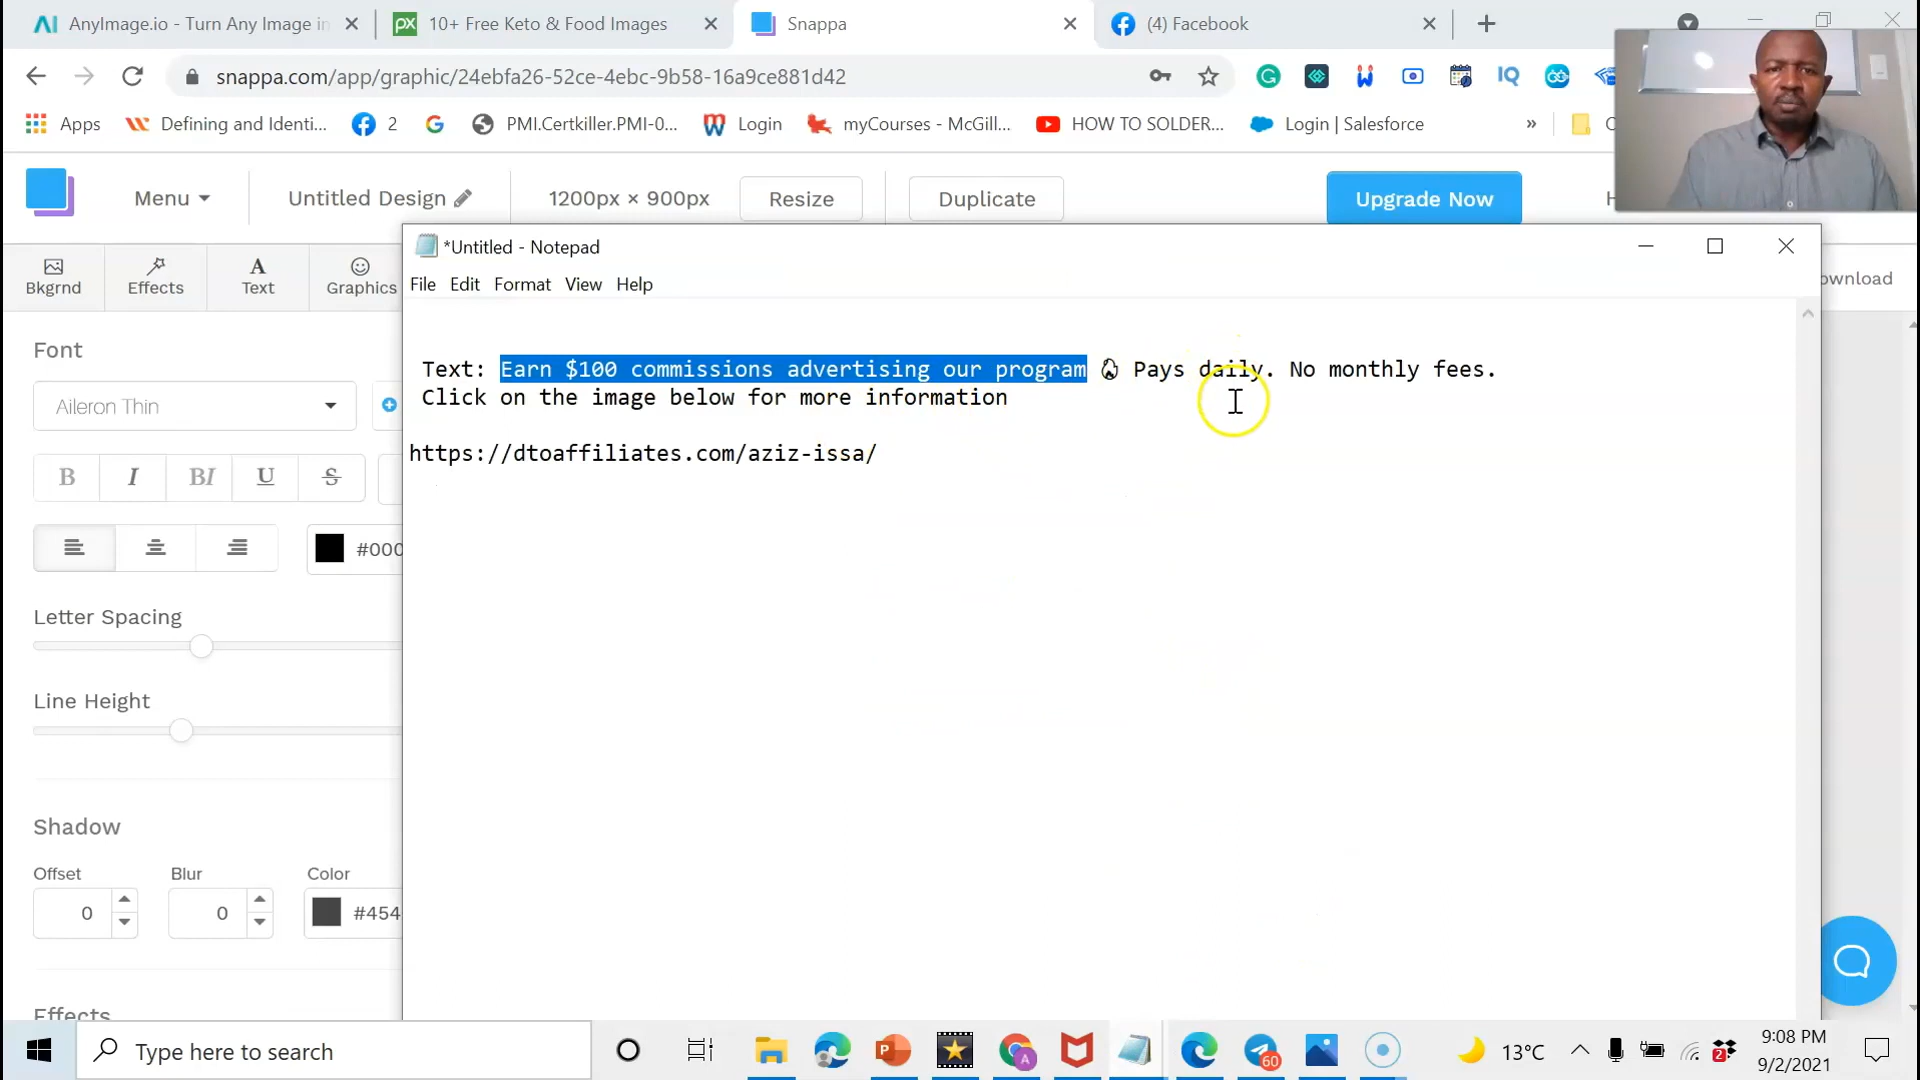 AnyImage.io - Turn Any Image in
10+ Free Keto & Food Images
Snappa
(4) Facebook
snappa.com/app/graphic/24ebfa26-52ce-4ebc-9b58-16a9ce881d42
Apps
Defining and Identi...
2
PMI.Certkiller.PMI-0...
Login
myCourses - McGill...
HOW TO SOLDER...
Login | Salesforce
»
Menu
Untitled Design
1200px × 900px
Resize
Duplicate
Upgrade Now
*Untitled - Notepad
File Edit Format View Help
Bkgrnd
Effects
Text
Graphics
ownload
Text: Earn $100 commissions advertising our program 🔥 Pays daily. No monthly fees.
Click on the image below for more information
https://dtoaffiliates.com/aziz-issa/
Font
Aileron Thin
B I BI U S
#000
Letter Spacing
Line Height
Shadow
Offset Blur Color
0 0 #454
Effects
Type here to search
60
13°C
2
9:08 PM
9/2/2021